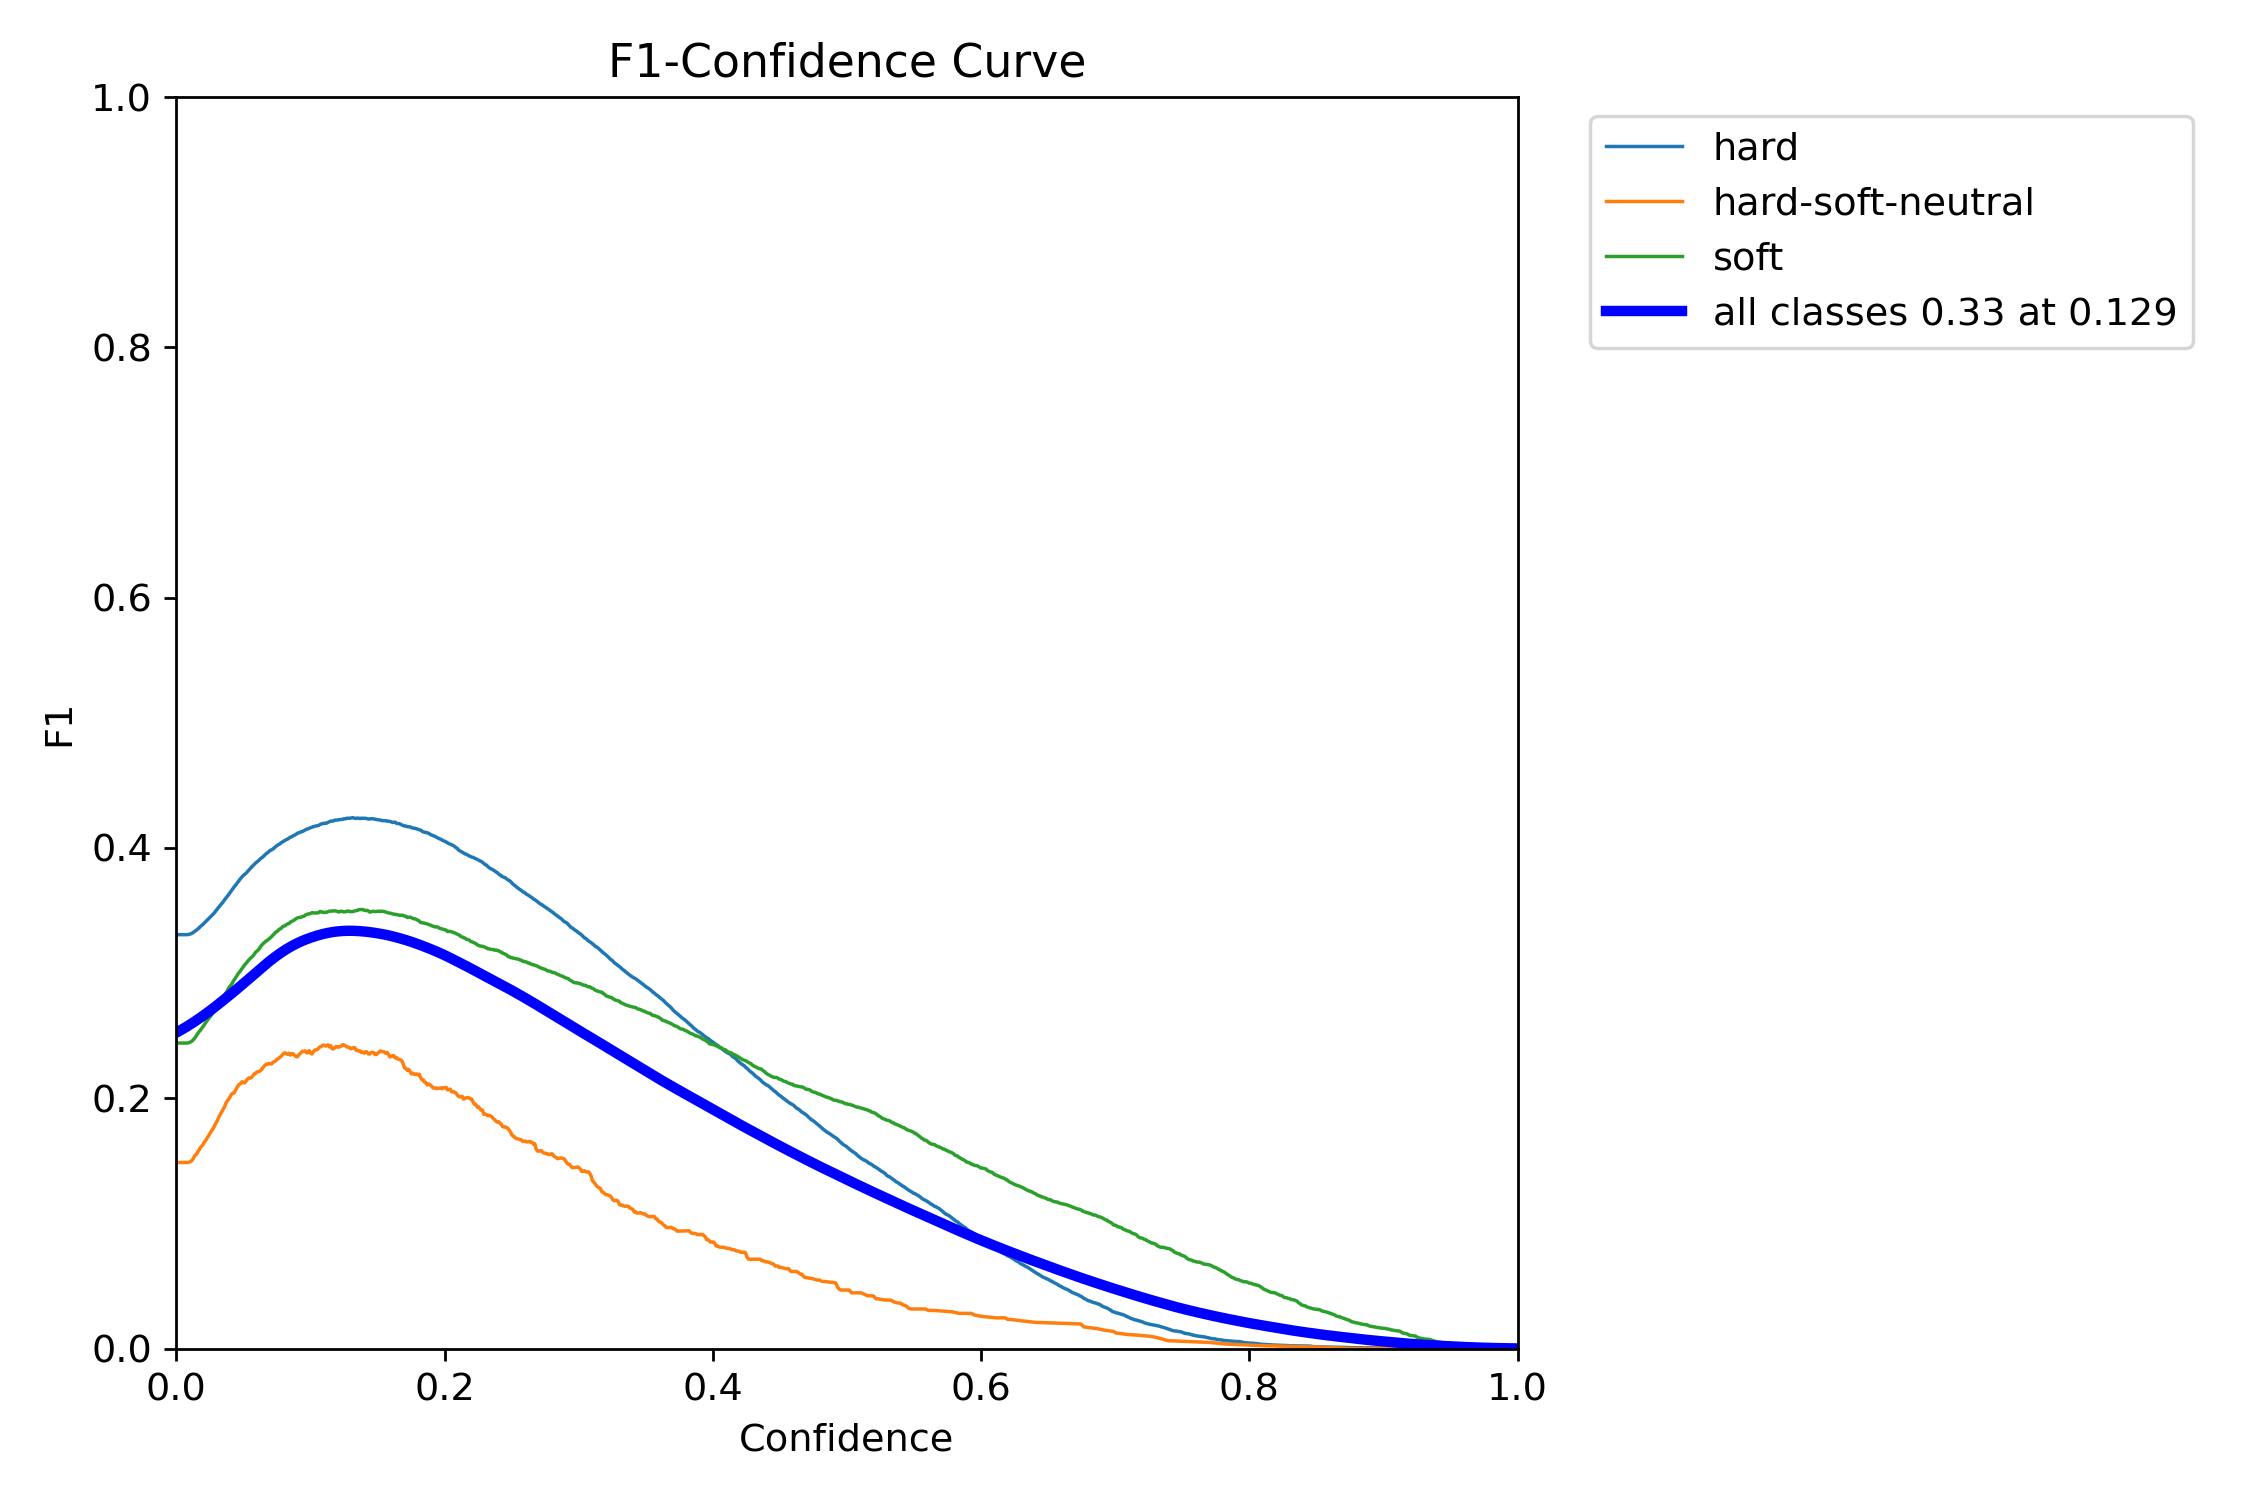 F1-Confidence Curve
1.0
0.8
0.6
0.4
0.2
0.0
F1
0.0 0.2 0.4 0.6 0.8 1.0
Confidence
hard
hard-soft-neutral
soft
all classes 0.33 at 0.129